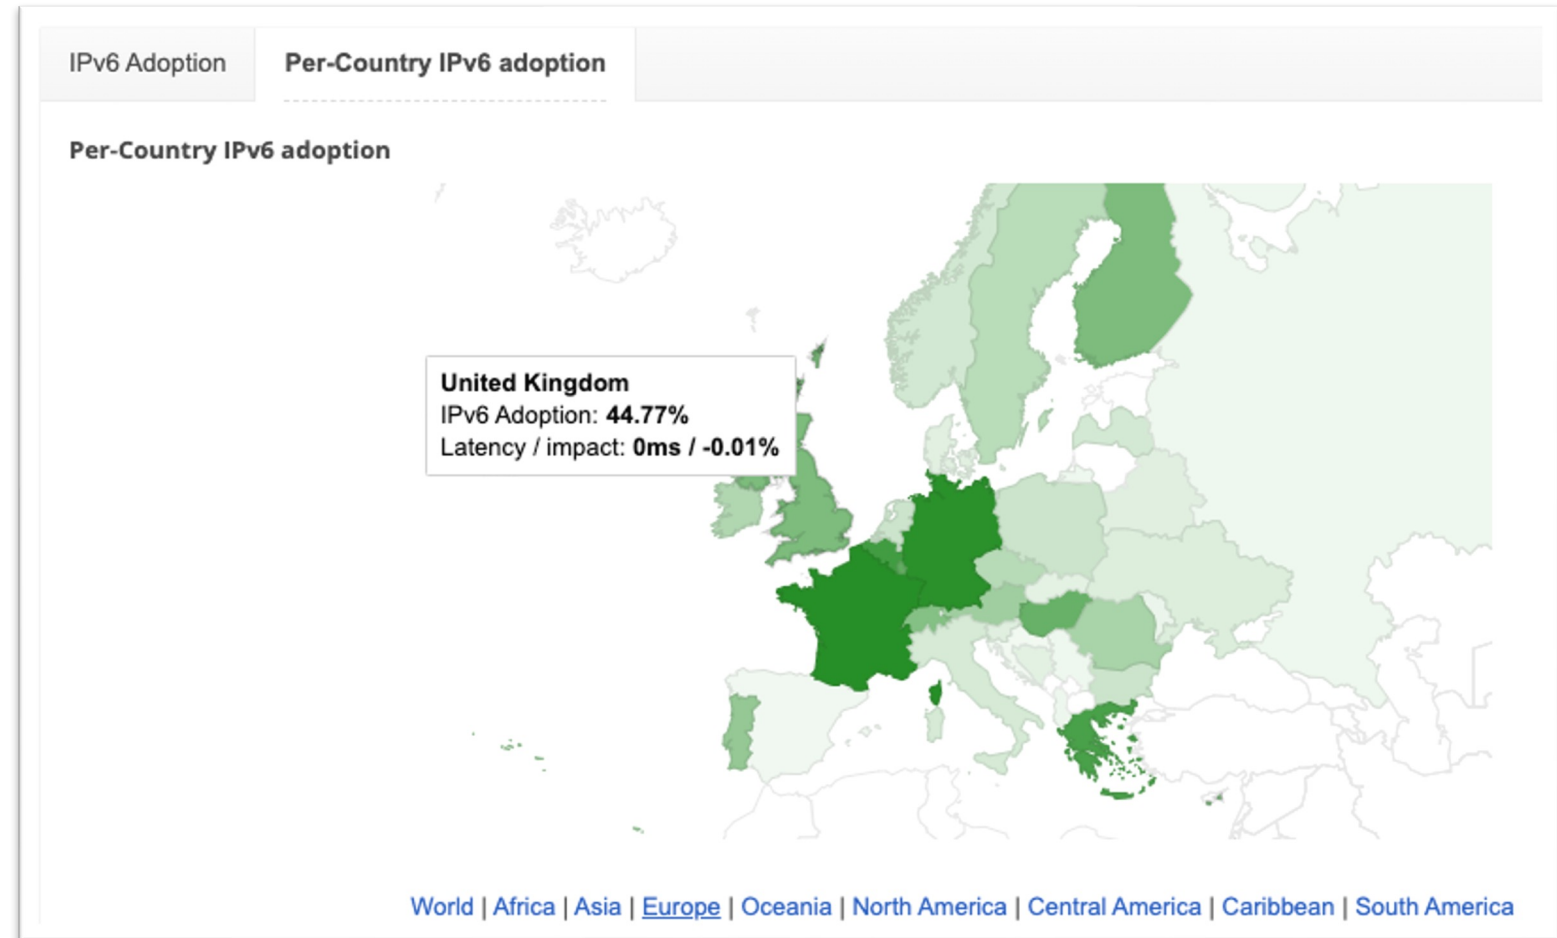 IPv6 Adoption
Per-Country IPv6 adoption
Per-Country IPv6 adoption
United Kingdom
IPv6 Adoption: 44.77%
Latency / impact: 0ms / -0.01%
World | Africa | Asia | Europe | Oceania | North America | Central America | Caribbean | South America